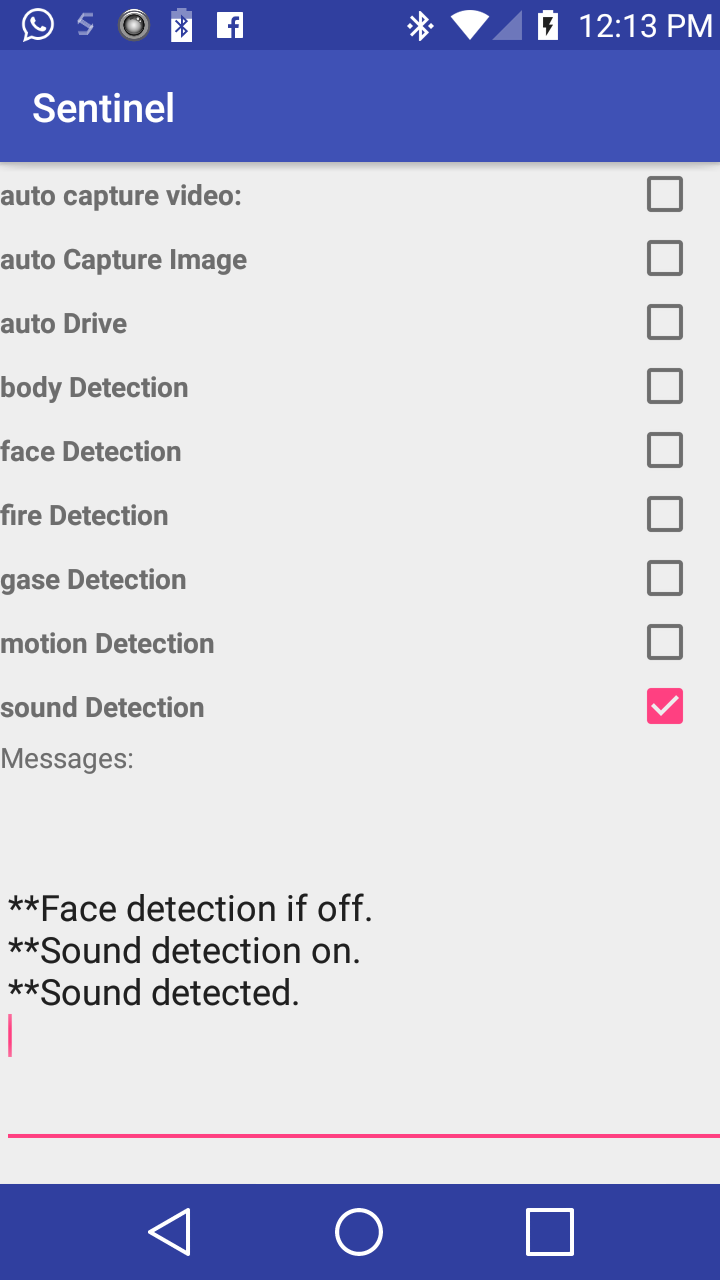 12:13 PM
Sentinel
auto capture video:
auto Capture Image
auto Drive
body Detection
face Detection
fire Detection
gase Detection
motion Detection
sound Detection
Messages:
**Face detection if off.
**Sound detection on.
**Sound detected.